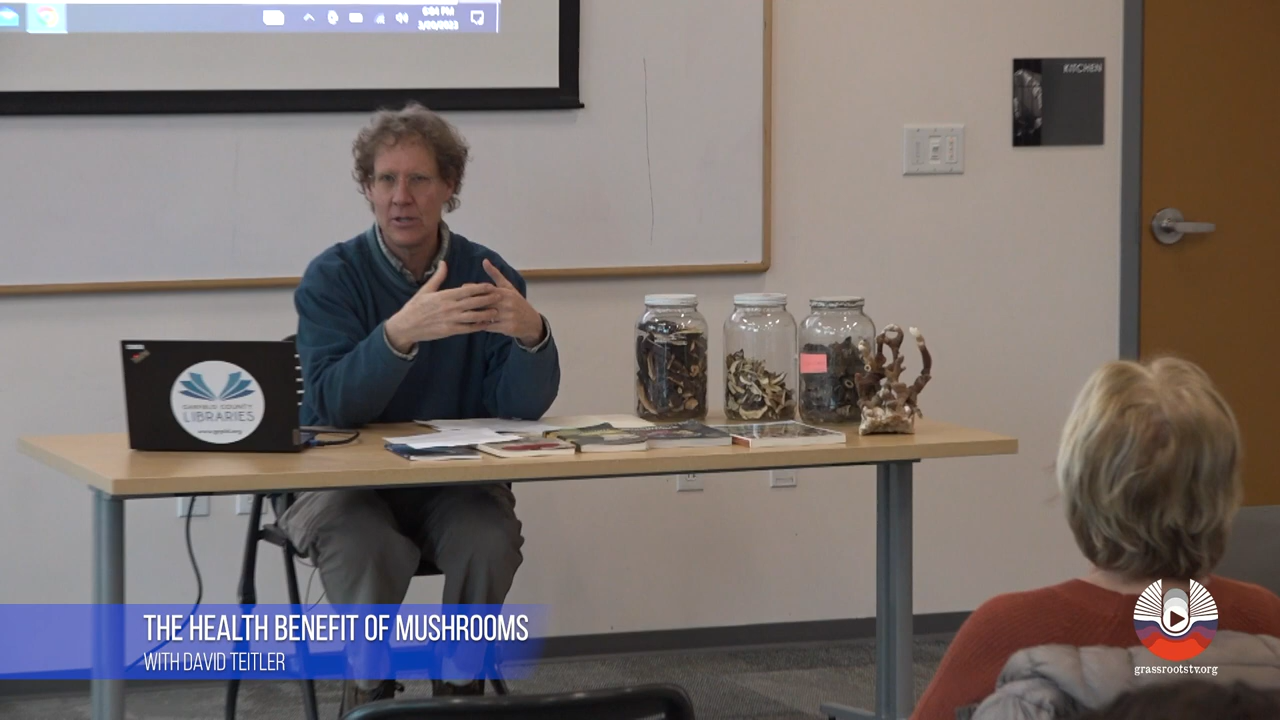 KITCHEN
LIBRARIES
THE HEALTH BENEFIT OF MUSHROOMS
WITH DAVID TEITLER
grassrootstv.org